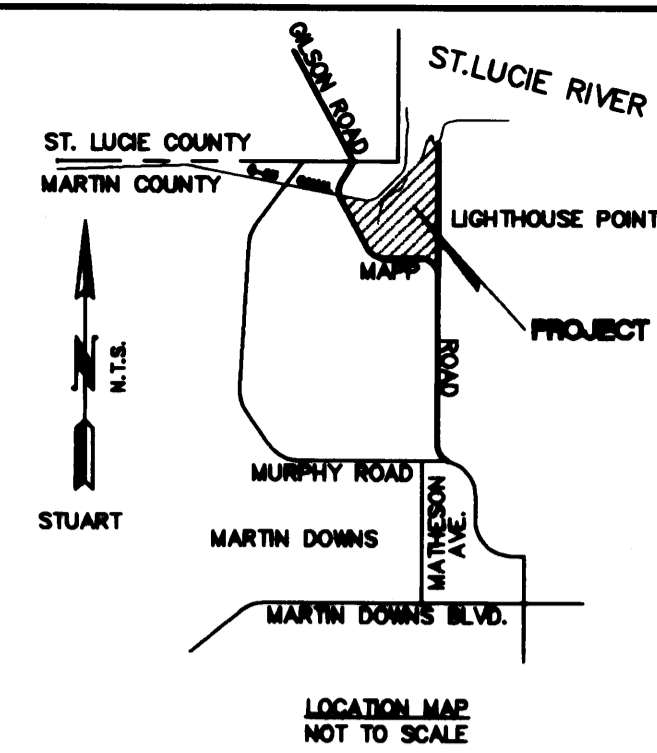 GILSON ROAD
ST. LUCIE RIVER
ST. LUCIE COUNTY
MARTIN COUNTY
CANAL
LIGHTHOUSE POINT
MAPP
PROJECT
ROAD
N
N.T.S.
STUART
MURPHY ROAD
MARTIN DOWNS
MATHESON
AVE.
MARTIN DOWNS BLVD.
LOCATION MAP
NOT TO SCALE